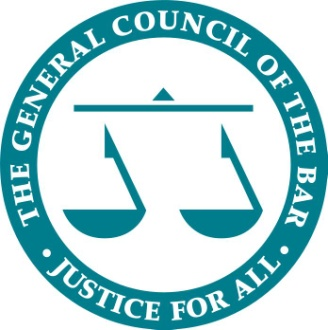 THE GENERAL COUNCIL OF THE BAR
• JUSTICE FOR ALL •